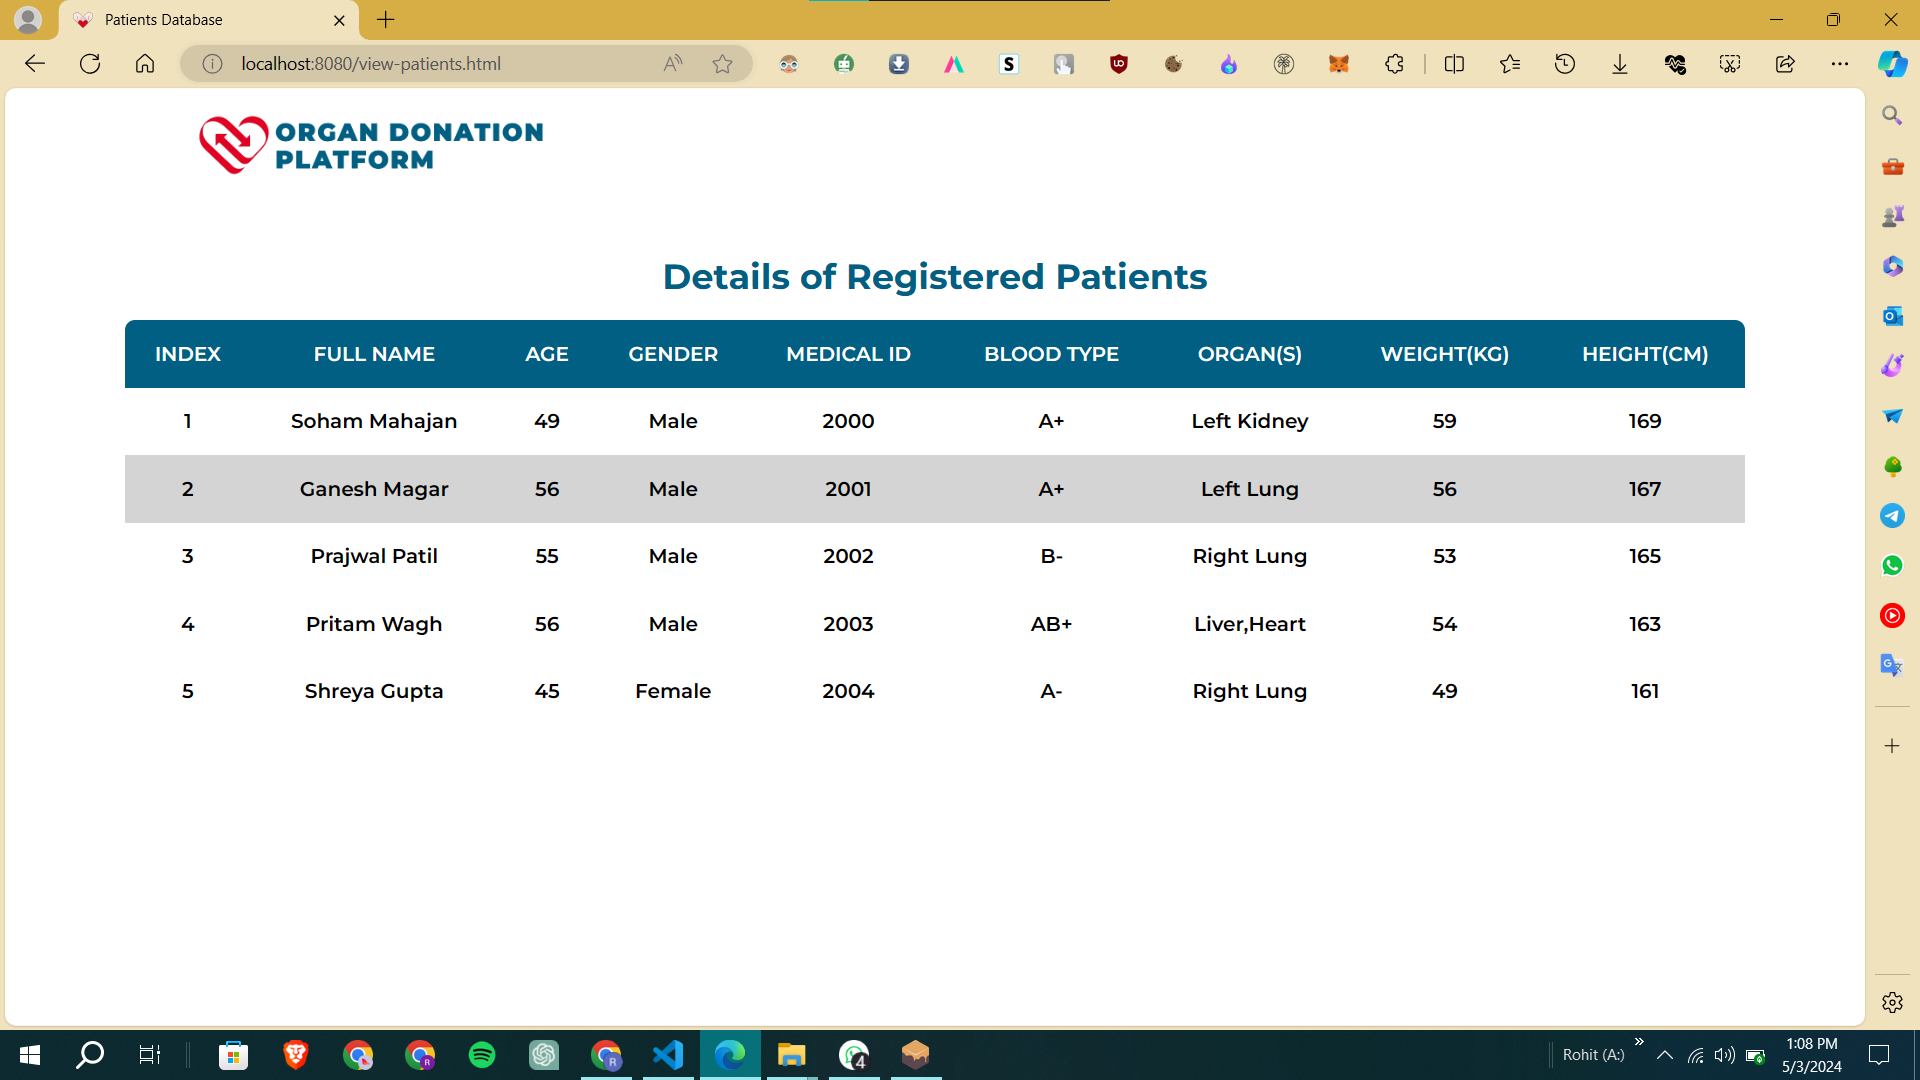 Patients Database
localhost:8080/view-patients.html
ORGAN DONATION
PLATFORM
Details of Registered Patients
INDEX FULL NAME AGE GENDER MEDICAL ID BLOOD TYPE ORGAN(S) WEIGHT(KG) HEIGHT(CM)
1 Soham Mahajan 49 Male 2000 A+ Left Kidney 59 169
2 Ganesh Magar 56 Male 2001 A+ Left Lung 56 167
3 Prajwal Patil 55 Male 2002 B- Right Lung 53 165
4 Pritam Wagh 56 Male 2003 AB+ Liver,Heart 54 163
5 Shreya Gupta 45 Female 2004 A- Right Lung 49 161
Rohit (A:)
1:08 PM
5/3/2024